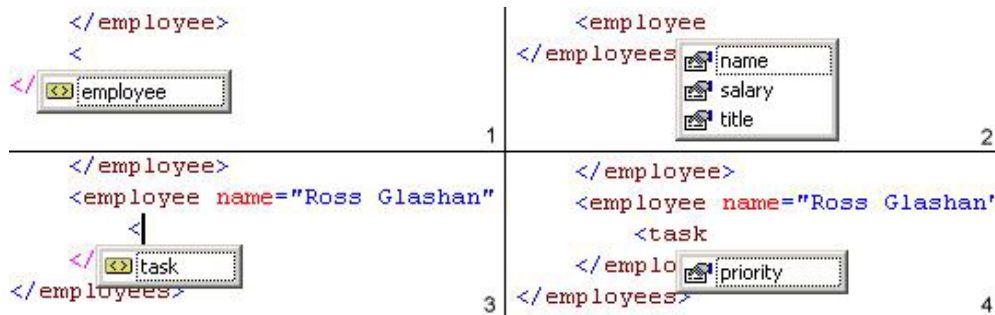 </employee>
<
</
employee
1
<employee
</employees
name
salary
title
2
</employee>
<employee name="Ross Glashan"
<
</
task
</employees>
3
</employee>
<employee name="Ross Glashan"
<task
</emplo
priority
</employees>
4